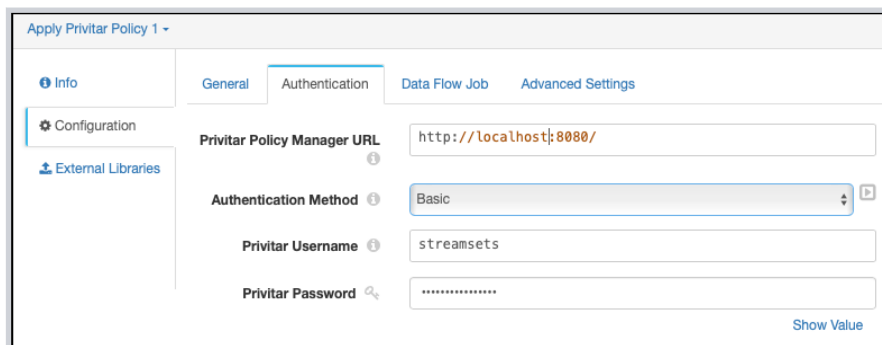 Apply Privitar Policy 1
Info
General Authentication Data Flow Job Advanced Settings
Configuration
Privitar Policy Manager URL http://localhost:8080/
External Libraries
Authentication Method Basic
Privitar Username streamsets
Privitar Password ••••••••••••••••
Show Value